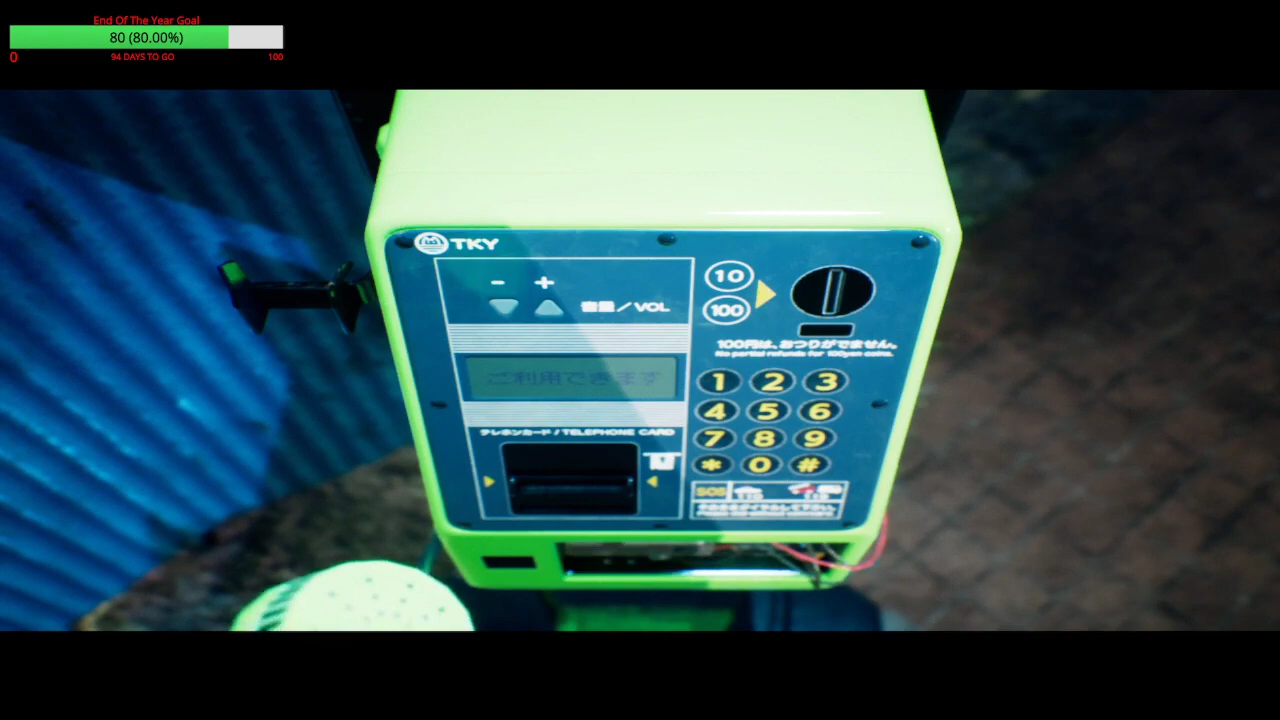 End Of The Year Goal
80 (80.00%)
0
94 DAYS TO GO
100
TKY
- +
音量/VOL
10
100
100円は、おつりがでません。
No partial refunds for 100yen coins.
ご利用できます
テレホンカード / TELEPHONE CARD
1 2 3
4 5 6
7 8 9
* 0 #
SOS
110
119